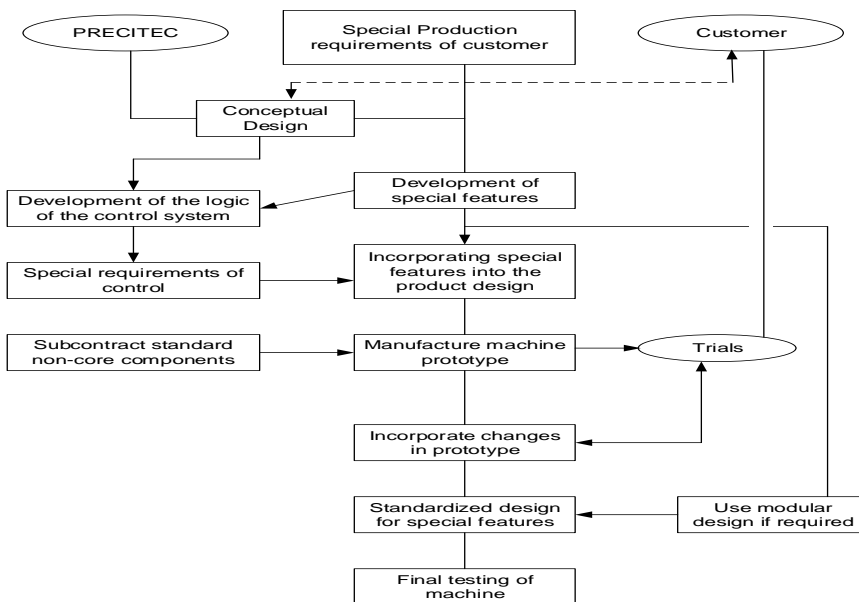 PRECITEC
Special Production
requirements of customer
Customer
Conceptual
Design
Development of the logic
of the control system
Development of
special features
Special requirements of
control
Incorporating special
features into the
product design
Subcontract standard
non-core components
Manufacture machine
prototype
Trials
Incorporate changes
in prototype
Standardized design
for special features
Use modular
design if required
Final testing of
machine